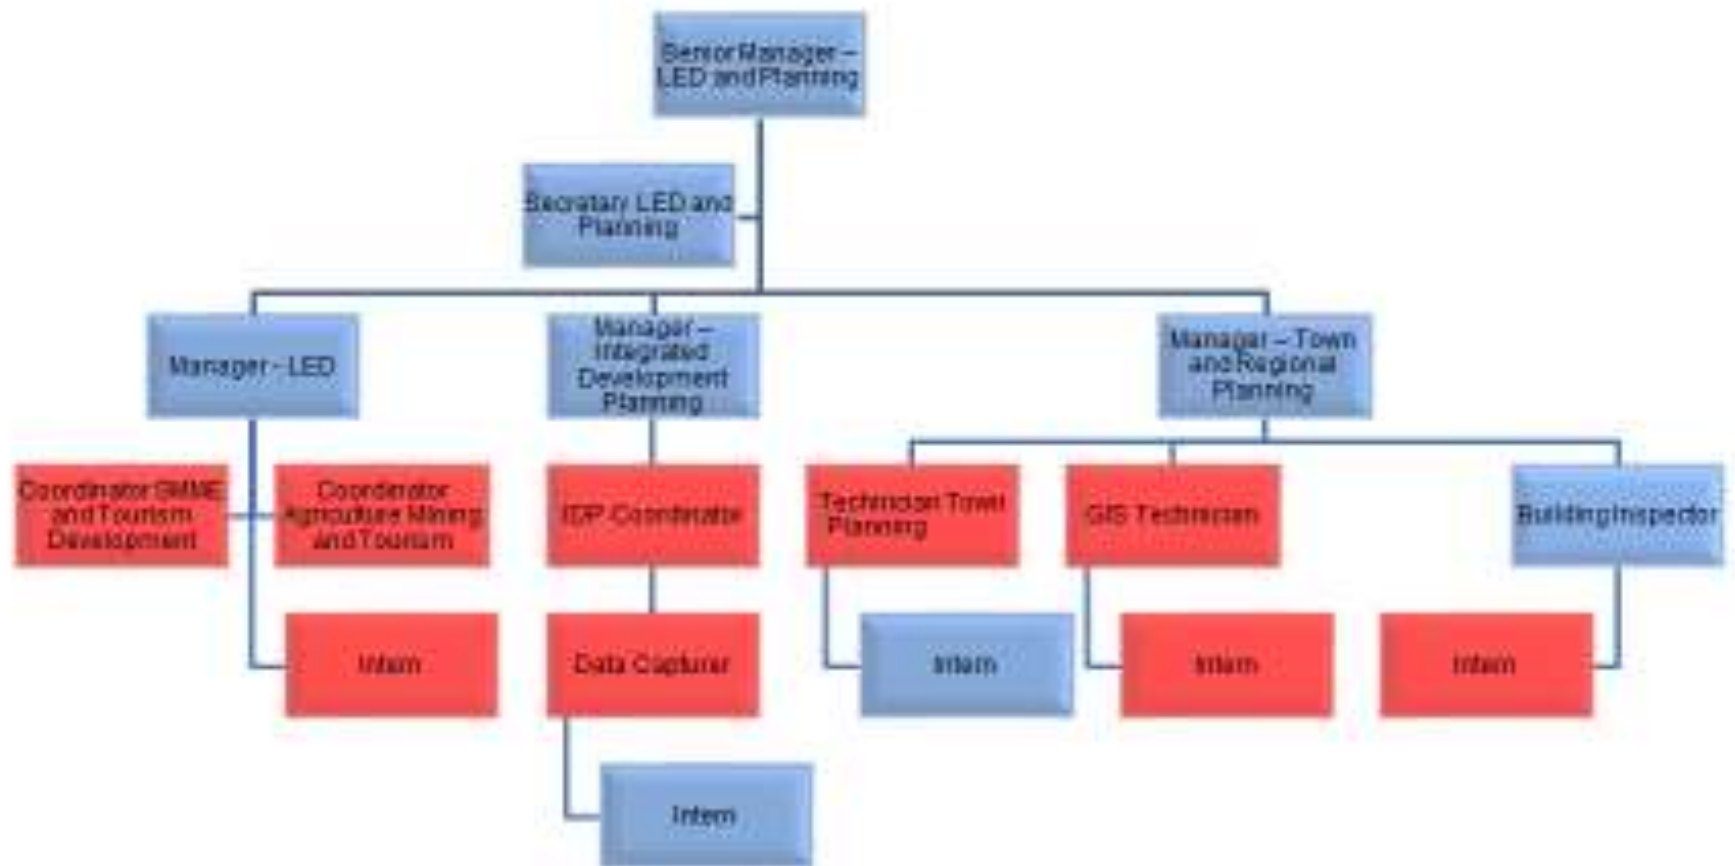 Senior Manager –
LED and Planning
Secretary LED and
Planning
Manager - LED
Manager –
Integrated
Development
Planning
Manager – Town
and Regional
Planning
Coordinator SMME
and Tourism
Development
Coordinator
Agriculture Mining
and Tourism
IDP Coordinator
Technician Town
Planning
GIS Technician
Building Inspector
Intern
Data Capturer
Intern
Intern
Intern
Intern